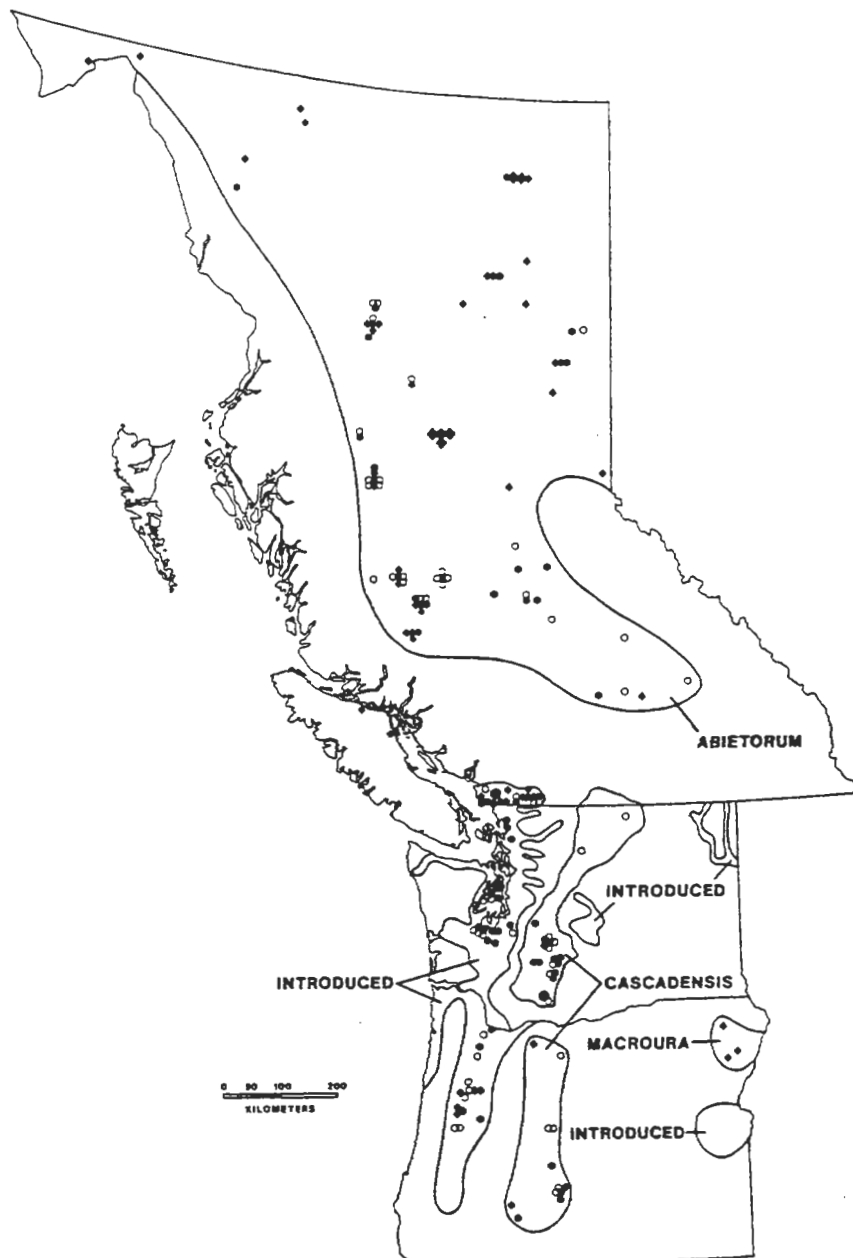 ABIETORUM
INTRODUCED
INTRODUCED
CASCADENSIS
MACROURA
0 50 100 200
KILOMETERS
INTRODUCED